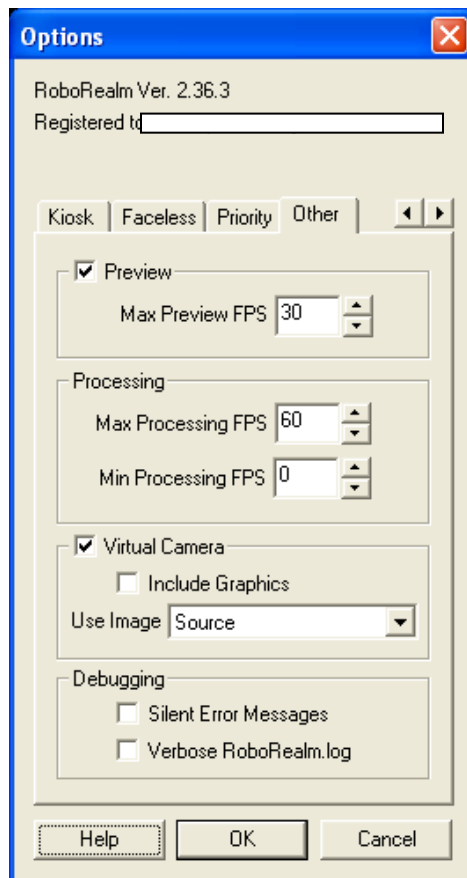 Options
RoboRealm Ver. 2.36.3
Registered to
Kiosk Faceless Priority Other
Preview
Max Preview FPS 30
Processing
Max Processing FPS 60
Min Processing FPS 0
Virtual Camera
Include Graphics
Use Image Source
Debugging
Silent Error Messages
Verbose RoboRealm.log
Help OK Cancel